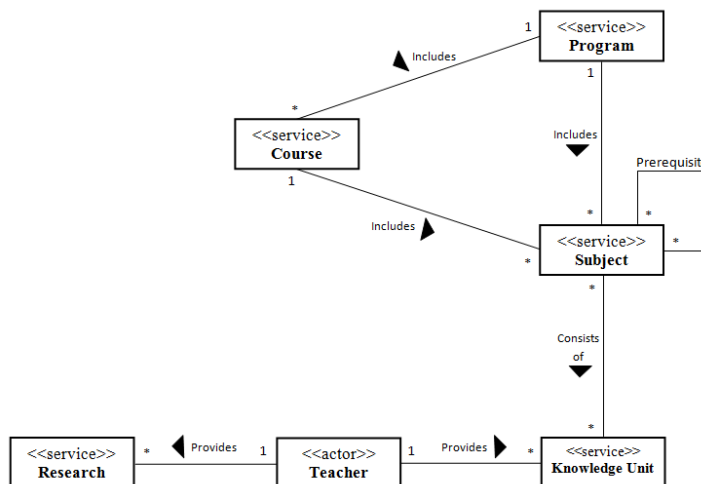 <<service>>
Program
1
Includes
1
*
<<service>>
Course
1
Includes
*
Includes
*
Prerequisit
*
<<service>>
Subject
*
*
Consists
of
*
<<service>>
Research
*
Provides
1
<<actor>>
Teacher
1
Provides
*
<<service>>
Knowledge Unit